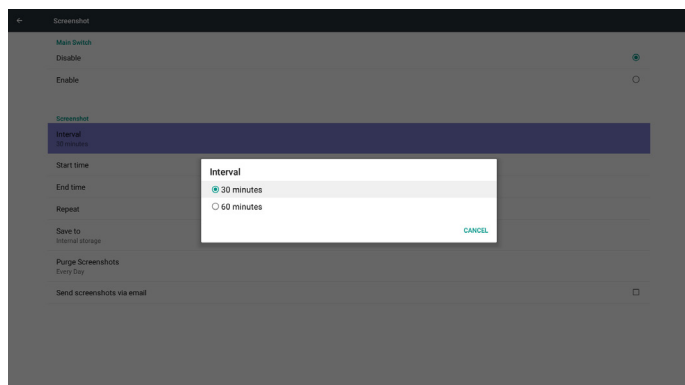 Screenshot
Main Switch
Disable
Enable
Screenshot
Interval
30 minutes
Start time
Interval
30 minutes
End time
60 minutes
Repeat
CANCEL
Save to
Internal storage
Purge Screenshots
Every Day
Send screenshots via email